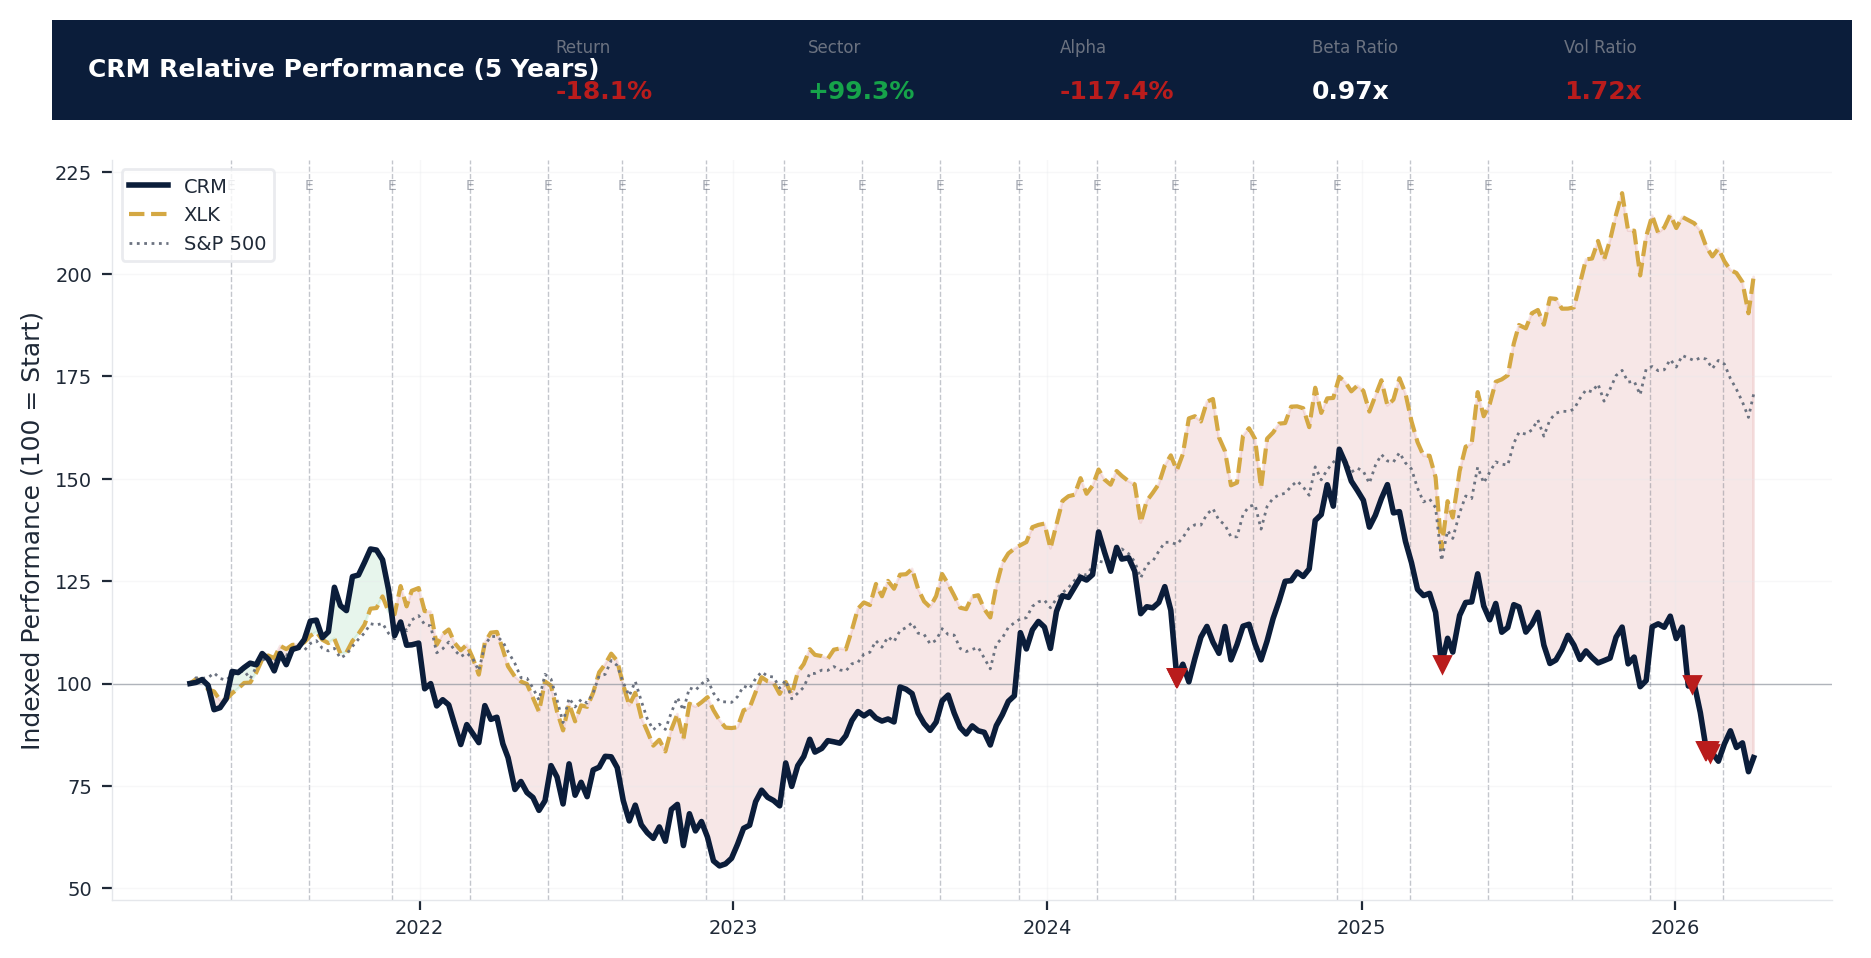 CRM Relative Performance (5 Years)
Return
-18.1%
Sector
+99.3%
Alpha
-117.4%
Beta Ratio
0.97x
Vol Ratio
1.72x
CRM
XLK
S&P 500
E E E E E E E E E E E E E E E E E E E E
Indexed Performance (100 = Start)
225
200
175
150
125
100
75
50
2022 2023 2024 2025 2026